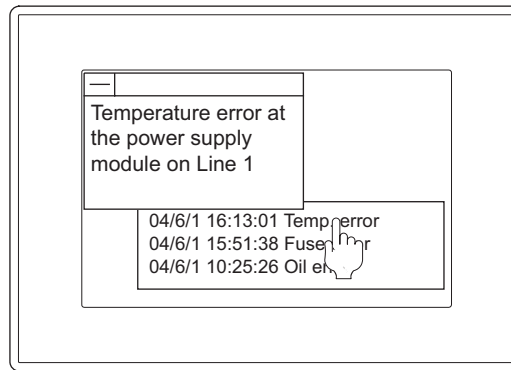 Temperature error at
the power supply
module on Line 1
04/6/1 16:13:01 Temp. error
04/6/1 15:51:38 Fuse
04/6/1 10:25:26 Oil